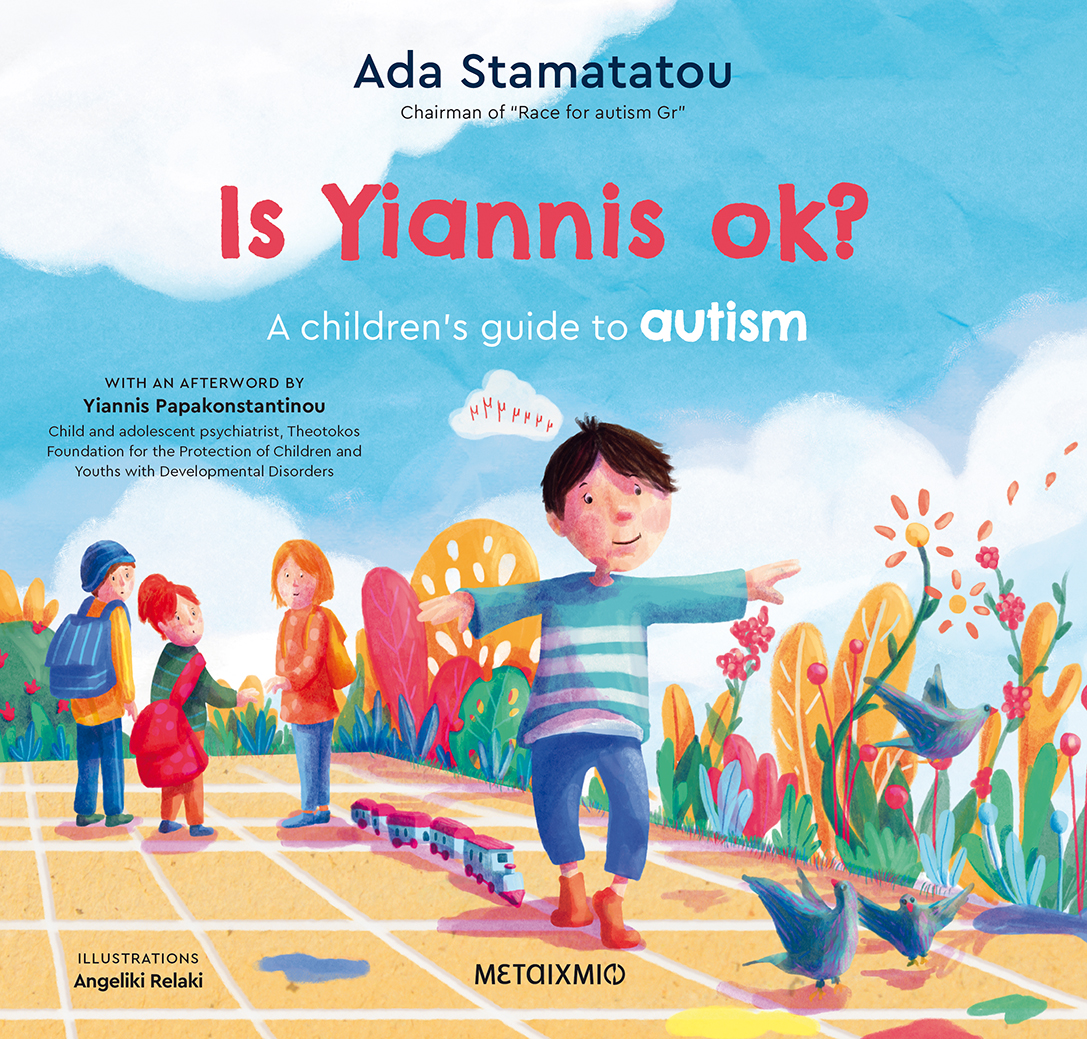 Ada Stamatatou
Chairman of "Race for autism Gr"
Is Yiannis ok?
A children's guide to autism
WITH AN AFTERWORD BY
Yiannis Papakonstantinou
Child and adolescent psychiatrist, Theotokos
Foundation for the Protection of Children and
Youths with Developmental Disorders
ILLUSTRATIONS
Angeliki Relaki
ΜΕΤΑΙΧΜΙΟ